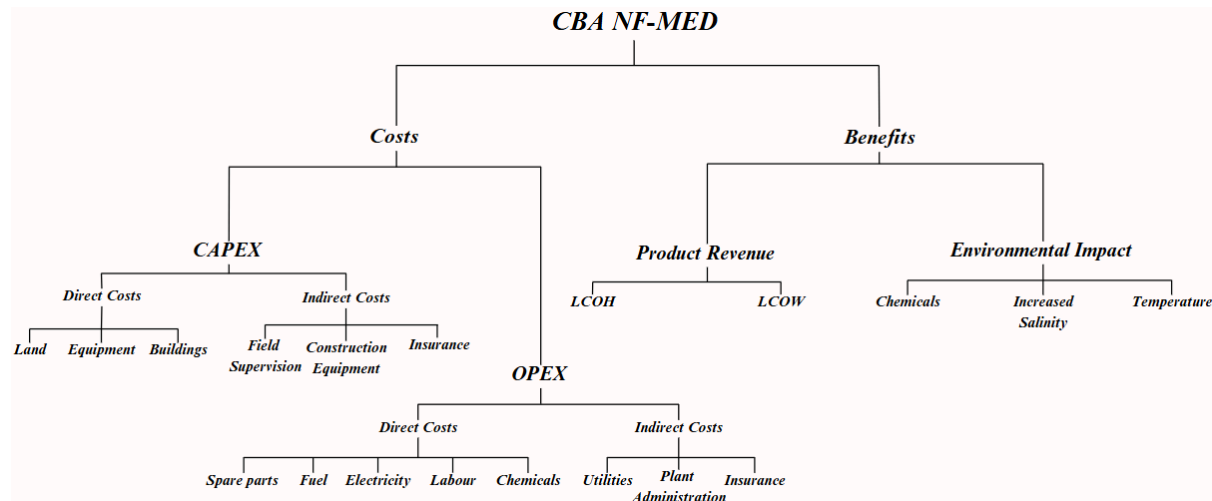 CBA NF-MED
Costs
Benefits
CAPEX
Product Revenue
Environmental Impact
Direct Costs
Indirect Costs
LCOH
LCOW
Chemicals
Increased
Salinity
Temperature
Land
Equipment
Buildings
Field
Supervision
Construction
Equipment
Insurance
OPEX
Direct Costs
Indirect Costs
Spare parts
Fuel
Electricity
Labour
Chemicals
Utilities
Plant
Administration
Insurance